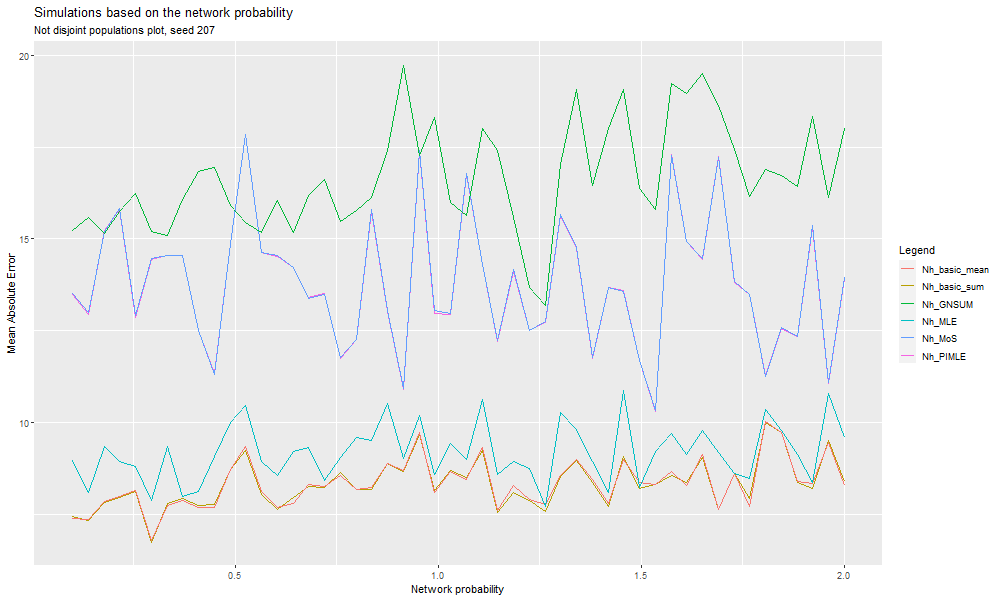 Simulations based on the network probability
Not disjoint populations plot, seed 207
20
15
10
Mean Absolute Error
0.5
1.0
1.5
2.0
Network probability
Legend
Nh_basic_mean
Nh_basic_sum
Nh_GNSUM
Nh_MLE
Nh_MoS
Nh_PIMLE